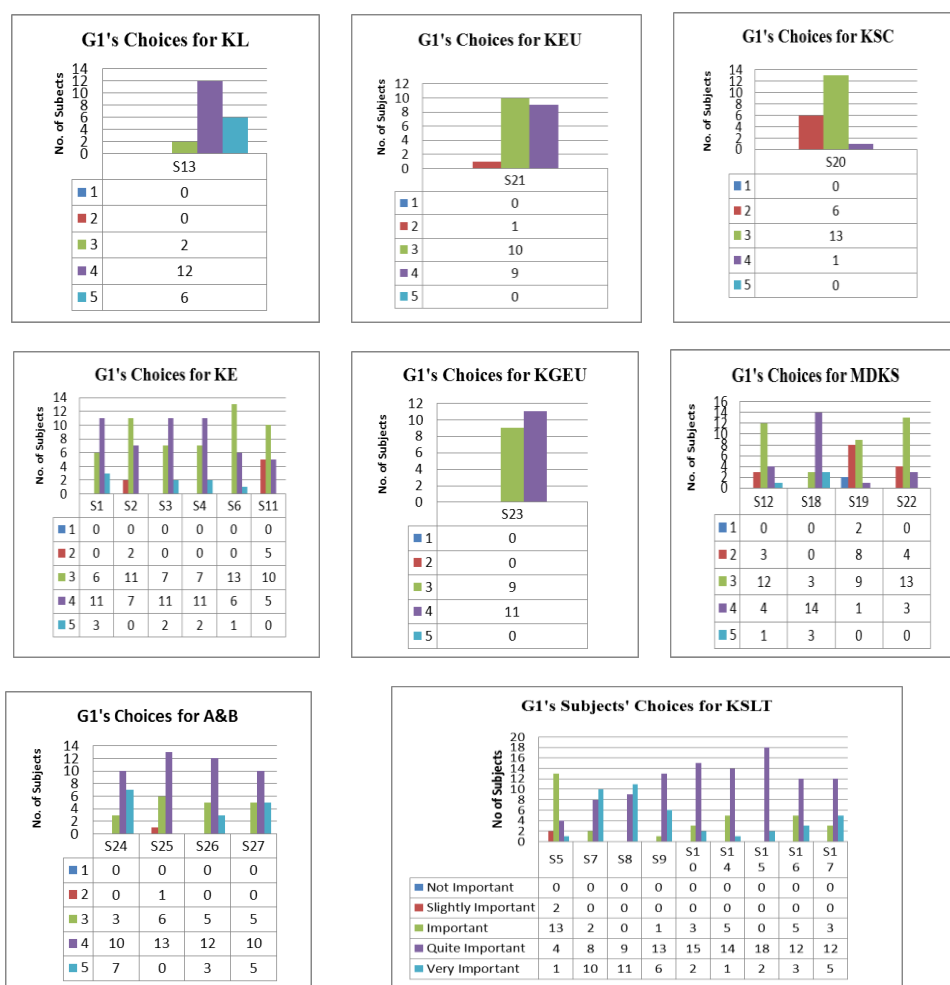 G1's Choices for KL
No. of Subjects
14
12
10
8
6
4
2
0
S13
1 0
2 0
3 2
4 12
5 6
G1's Choices for KEU
No. of Subjects
12
10
8
6
4
2
0
S21
1 0
2 1
3 10
4 9
5 0
G1's Choices for KSC
No. of Subjects
14
12
10
8
6
4
2
0
S20
1 0
2 6
3 13
4 1
5 0
G1's Choices for KE
No. of Subjects
14
12
10
8
6
4
2
0
S1 S2 S3 S4 S6 S11
1 0 0 0 0 0 0
2 0 2 0 0 0 5
3 6 11 7 7 13 10
4 11 7 11 11 6 5
5 3 0 2 2 1 0
G1's Choices for KGEU
No. of Subjects
12
10
8
6
4
2
0
S23
1 0
2 0
3 9
4 11
5 0
G1's Choices for MDKS
No. of Subjects
16
14
12
10
8
6
4
2
0
S12 S18 S19 S22
1 0 0 2 0
2 3 0 8 4
3 12 3 9 13
4 4 14 1 3
5 1 3 0 0
G1's Choices for A&B
No. of Subjects
14
12
10
8
6
4
2
0
S24 S25 S26 S27
1 0 0 0 0
2 0 1 0 0
3 3 6 5 5
4 10 13 12 10
5 7 0 3 5
G1's Subjects' Choices for KSLT
No of Subjects
20
18
16
14
12
10
8
6
4
2
0
S5 S7 S8 S9 S10 S14 S15 S16 S17
Not Important 0 0 0 0 0 0 0 0 0
Slightly Important 2 0 0 0 0 0 0 0 0
Important 13 2 0 1 3 5 0 5 3
Quite Important 4 8 9 13 15 14 18 12 12
Very Important 1 10 11 6 2 1 2 3 5